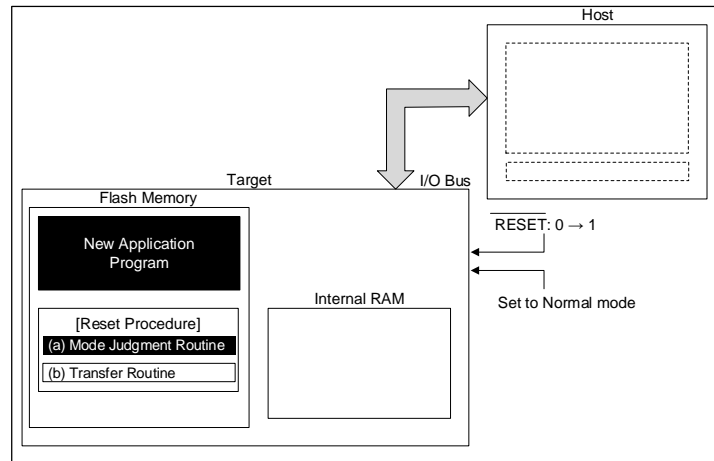 Host
Target
I/O Bus
Flash Memory
New Application
Program
RESET: 0 → 1
Internal RAM
Set to Normal mode
[Reset Procedure]
(a) Mode Judgment Routine
(b) Transfer Routine